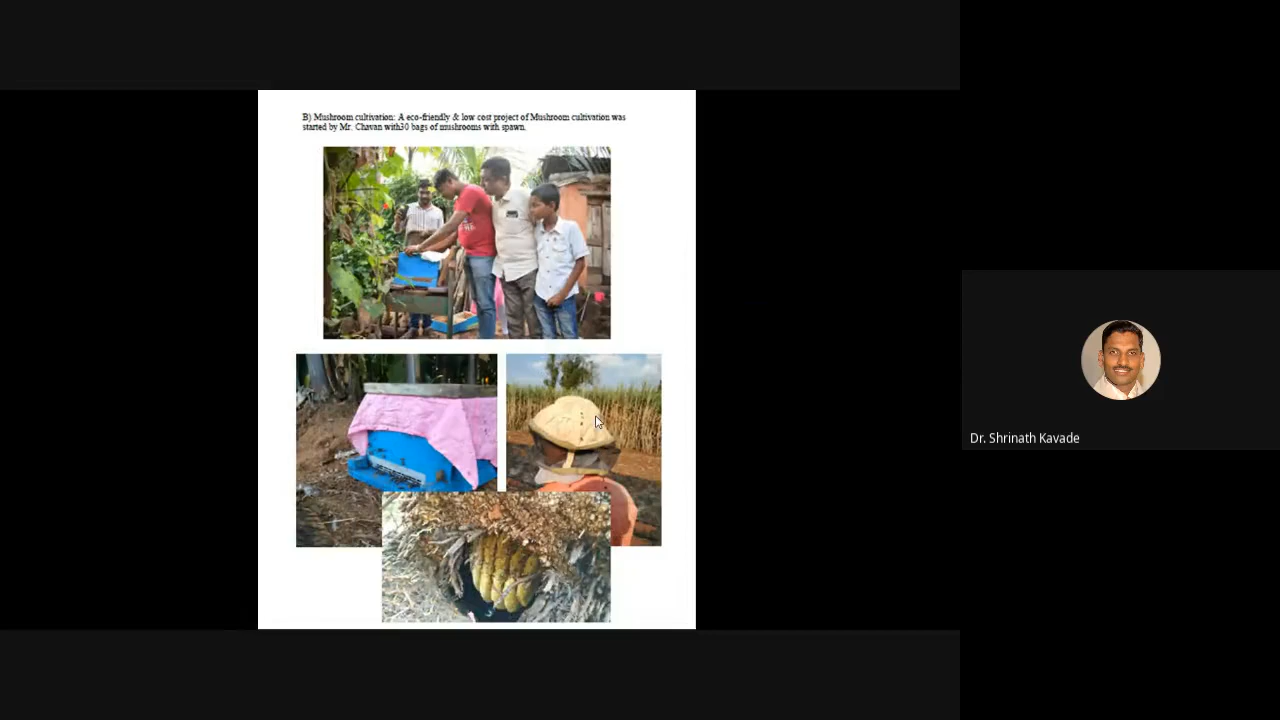 B) Mushroom cultivation: A eco-friendly & low cost project of Mushroom cultivation was
started by Mr. Chavan with30 bags of mushrooms with spawn.
Dr. Shrinath Kavade